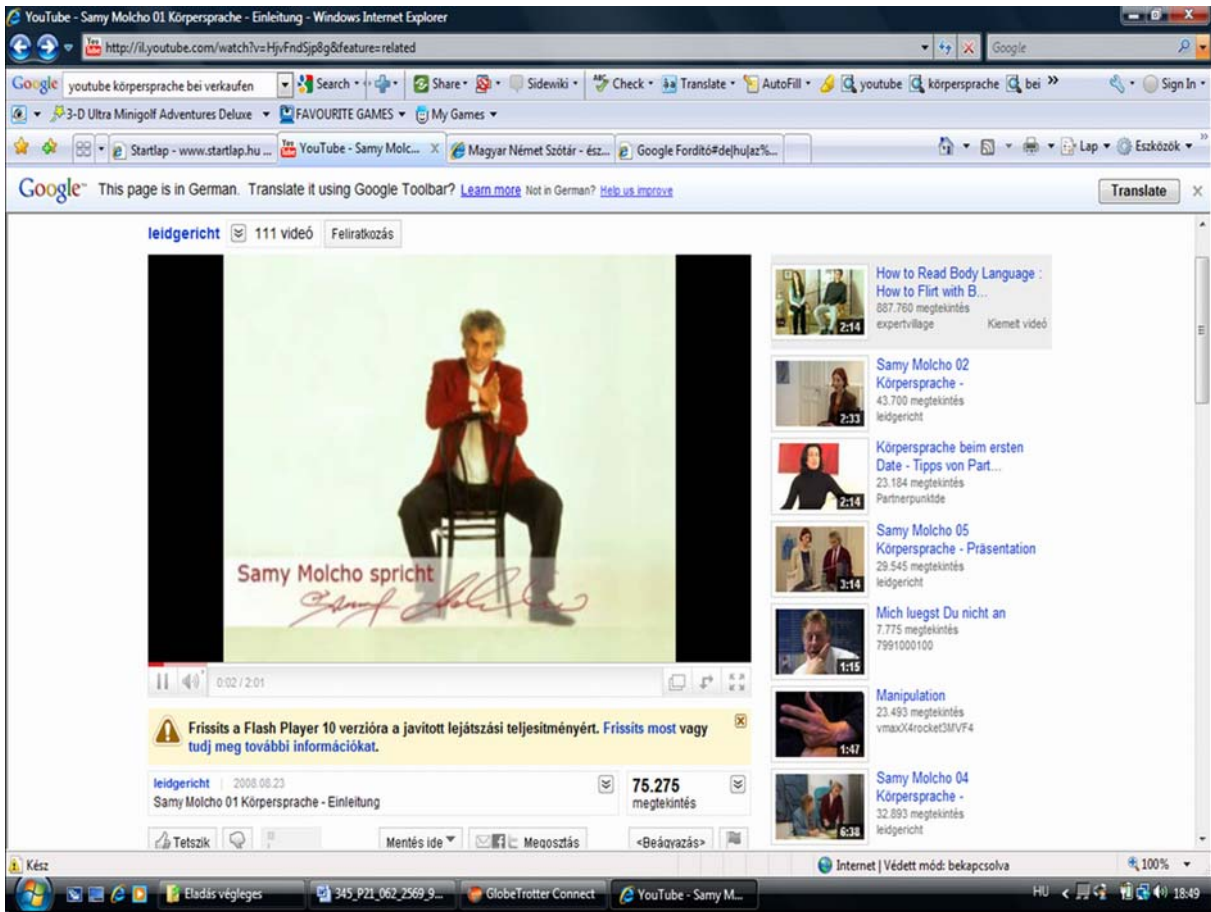 YouTube - Samy Molcho 01 Körpersprache - Einleitung - Windows Internet Explorer
http://il.youtube.com/watch?v=HjvFndSjp8g&feature=related
Google
Google youtube körpersprache bei verkaufen Search Share Sidewiki Check Translate AutoFill youtube körpersprache bei Sign In
3-D Ultra Minigolf Adventures Deluxe FAVOURITE GAMES My Games
Startlap - www.startlap.hu ... YouTube - Samy Molc... X Magyar Német Szótár - ész... Google Fordító#de|hu|az%... Lap Eszközök
Google This page is in German. Translate it using Google Toolbar? Learn more Not in German? Help us improve Translate X
leidgericht 111 videó Feliratkozás
Samy Molcho spricht
0:02 / 2:01
Frissíts a Flash Player 10 verzióra a javított lejátszási teljesítményért. Frissíts most vagy
tudj meg további információkat.
leidgericht | 2008.08.23
Samy Molcho 01 Körpersprache - Einleitung
75.275
megtekintés
Tetszik Mentés ide Megosztás <Beágyazás>
How to Read Body Language :
How to Flirt with B...
887.760 megtekintés
expertvillage Kiemelt videó
2:14
Samy Molcho 02
Körpersprache -
43.700 megtekintés
leidgericht
2:33
Körpersprache beim ersten
Date - Tipps von Part...
23.184 megtekintés
Partnerpunktde
2:14
Samy Molcho 05
Körpersprache - Präsentation
29.545 megtekintés
leidgericht
3:14
Mich luegst Du nicht an
7.775 megtekintés
7991000100
1:15
Manipulation
23.493 megtekintés
vmaxX4rocket3MVF4
1:47
Samy Molcho 04
Körpersprache -
32.893 megtekintés
leidgericht
6:38
Kész Internet | Védett mód: bekapcsolva 100%
Eladás végleges 345_P21_062_2569_9... GlobeTrotter Connect YouTube - Samy M... HU 18:49